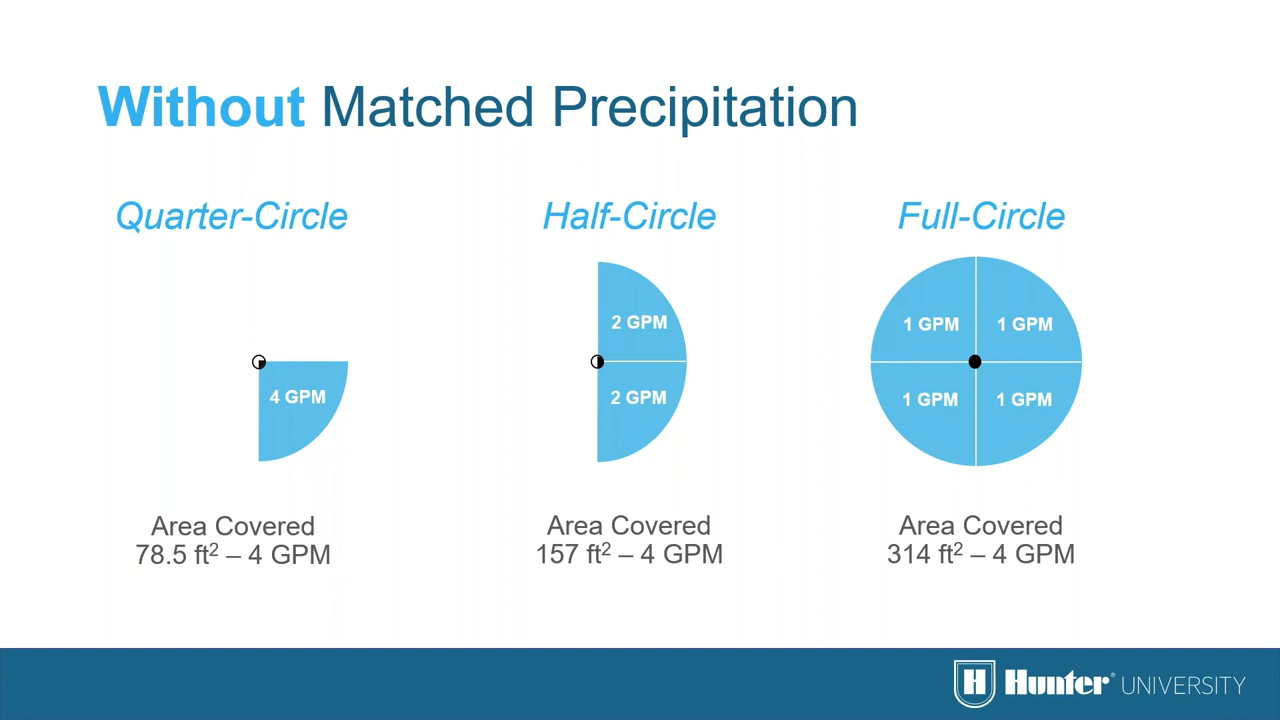 Without Matched Precipitation
Quarter-Circle
Half-Circle
Full-Circle
4 GPM
2 GPM
2 GPM
1 GPM
1 GPM
1 GPM
1 GPM
Area Covered
78.5 ft² – 4 GPM
Area Covered
157 ft² – 4 GPM
Area Covered
314 ft² – 4 GPM
H Hunter® UNIVERSITY